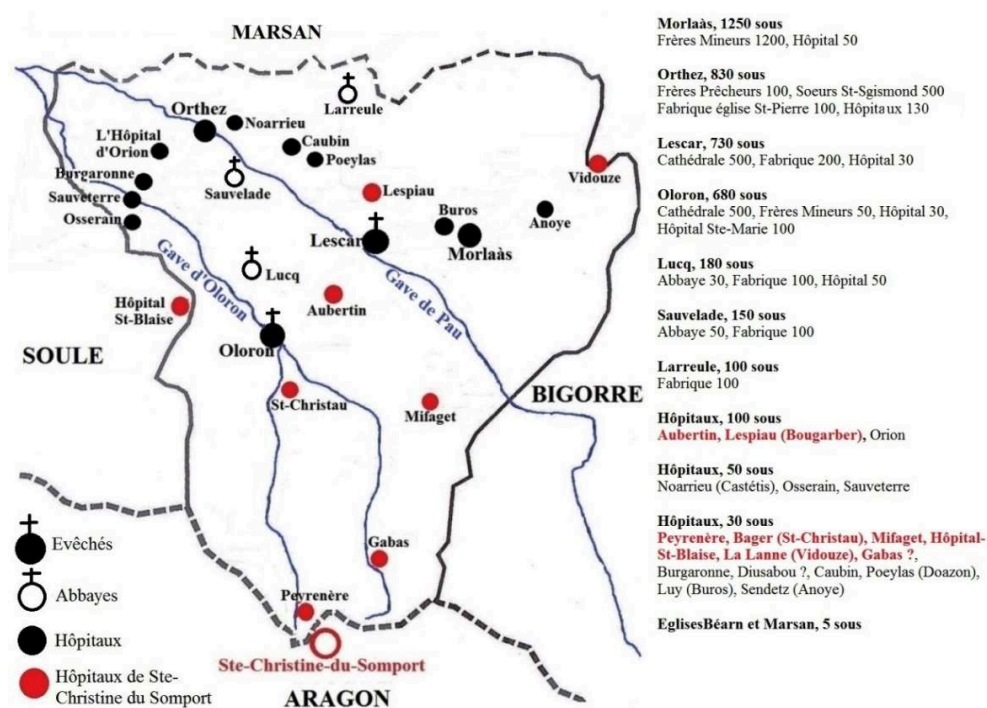 MARSAN
Larreule
Orthez
Noarrieu
L'Hôpital
d'Orion
Caubin
Poeylas
Burgaronne
Sauvelade
Vidouze
Sauveterre
Lespiau
Osserain
Buros
Anoye
Lescar
Morlaàs
Gave d'Oloron
Lucq
Gave de Pau
Hôpital
St-Blaise
Aubertin
SOULE
Oloron
BIGORRE
St-Christau
Mifaget
Gabas
Peyrenère
Ste-Christine-du-Somport
ARAGON
Evêchés
Abbayes
Hôpitaux
Hôpitaux de Ste-
Christine du Somport
Morlaàs, 1250 sous
Frères Mineurs 1200, Hôpital 50
Orthez, 830 sous
Frères Prêcheurs 100, Soeurs St-Sgismond 500
Fabrique église St-Pierre 100, Hôpitaux 130
Lescar, 730 sous
Cathédrale 500, Fabrique 200, Hôpital 30
Oloron, 680 sous
Cathédrale 500, Frères Mineurs 50, Hôpital 30,
Hôpital Ste-Marie 100
Lucq, 180 sous
Abbaye 30, Fabrique 100, Hôpital 50
Sauvelade, 150 sous
Abbaye 50, Fabrique 100
Larreule, 100 sous
Fabrique 100
Hôpitaux, 100 sous
Aubertin, Lespiau (Bougarber), Orion
Hôpitaux, 50 sous
Noarrieu (Castétis), Osserain, Sauveterre
Hôpitaux, 30 sous
Peyrenère, Bager (St-Christau), Mifaget, Hôpital-
St-Blaise, La Lanne (Vidouze), Gabas ?,
Burgaronne, Diusabou ?, Caubin, Poeylas (Doazon),
Luy (Buros), Sendetz (Anoye)
EglisesBéarn et Marsan, 5 sous